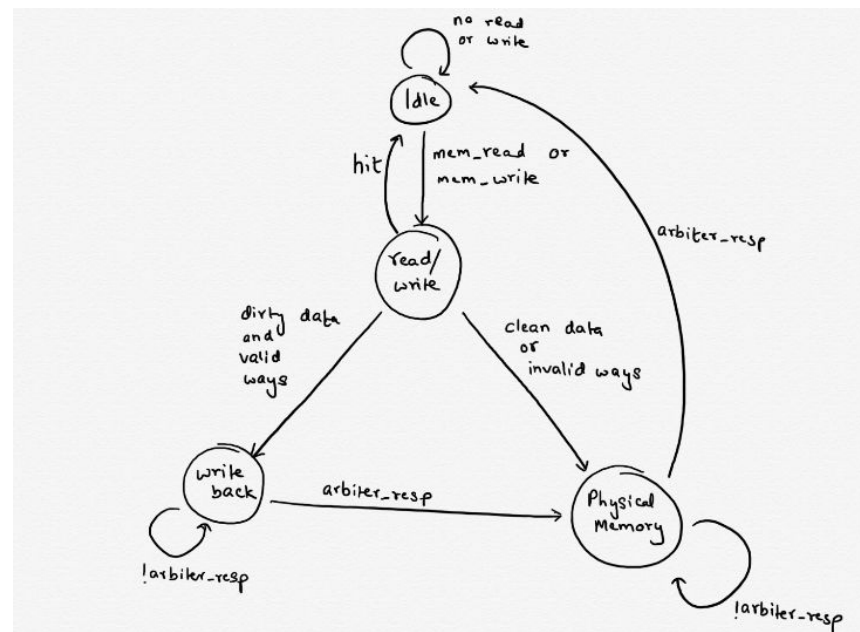 no read
or write
Idle
hit
mem_read or
mem_write
read/
write
arbiter_resp
dirty data
and
valid
ways
clean data
or
invalid ways
write
back
arbiter_resp
Physical
Memory
!arbiter_resp
!arbiter_resp